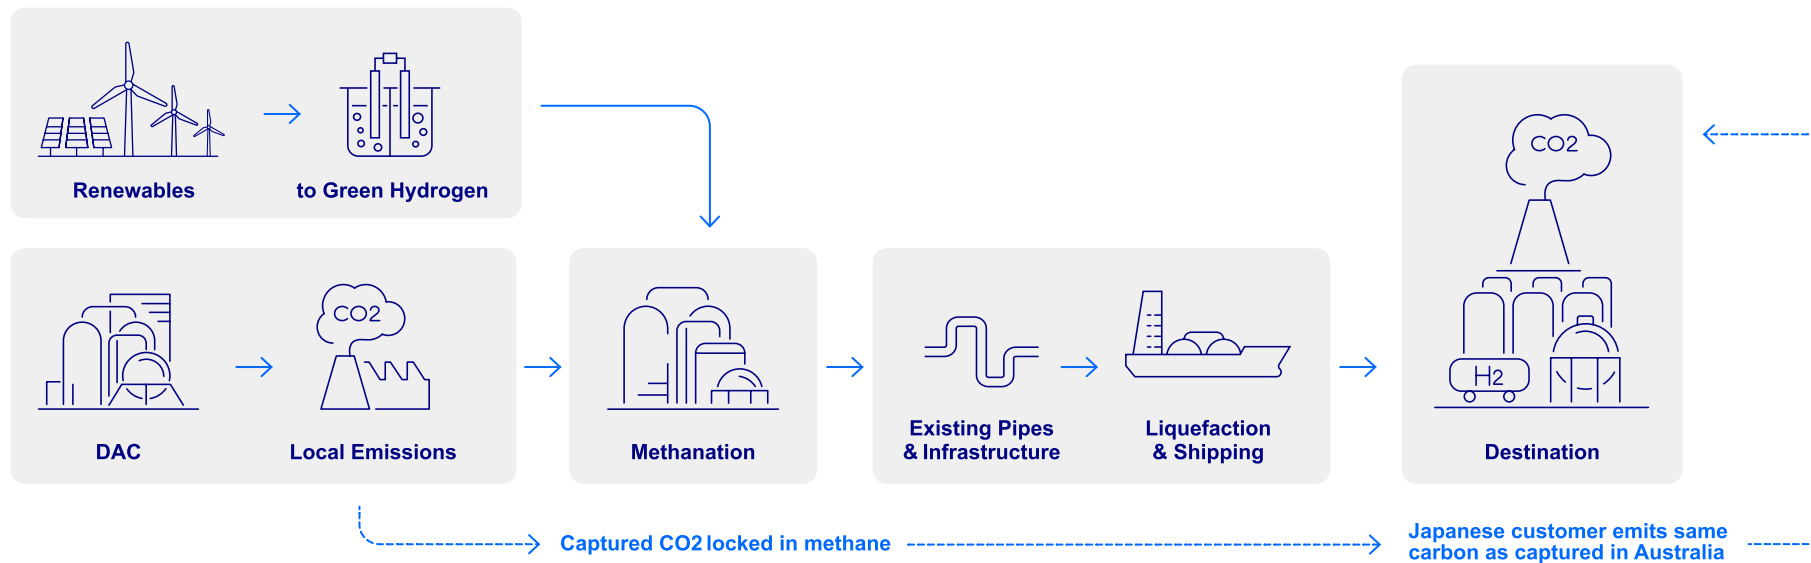 Renewables
to Green Hydrogen
CO2
DAC
Local Emissions
Methanation
Existing Pipes
& Infrastructure
Liquefaction
& Shipping
CO2
H2
Destination
Captured CO2 locked in methane
Japanese customer emits same
carbon as captured in Australia